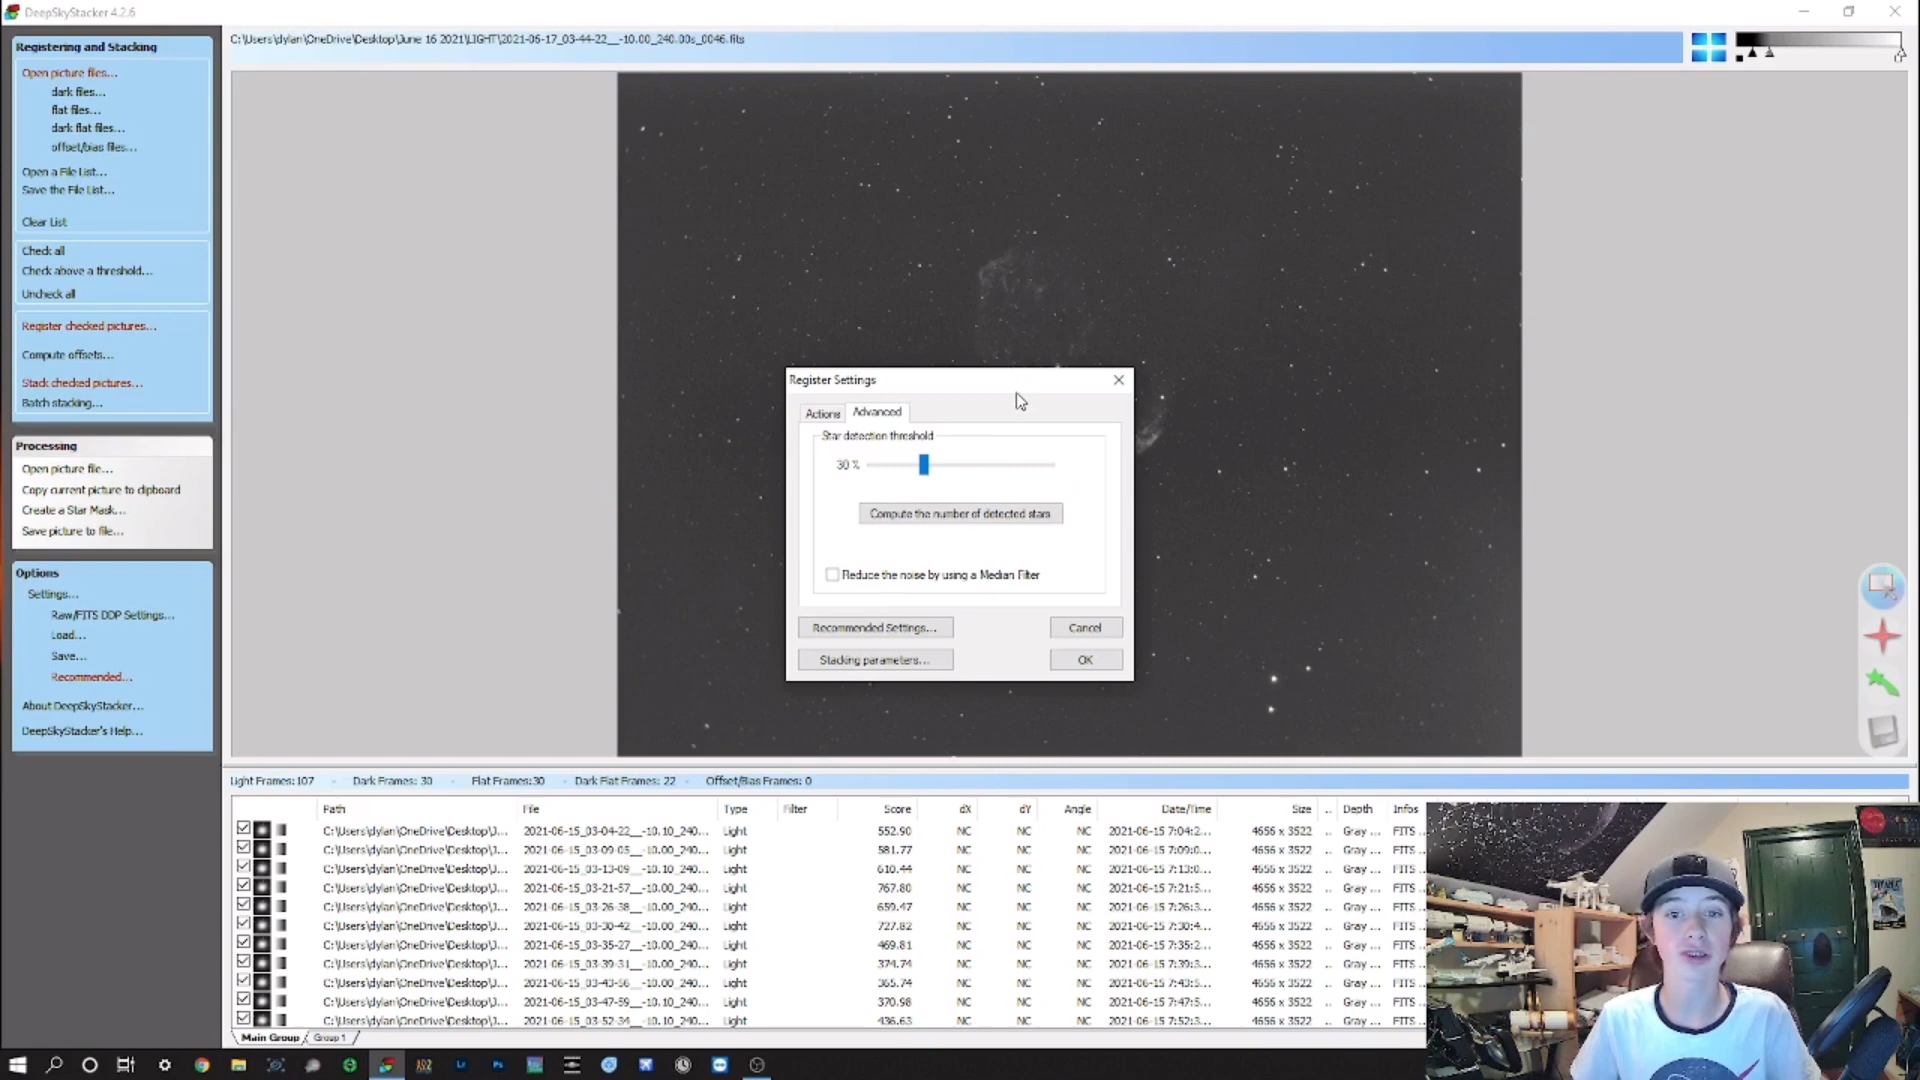 DeepSkyStacker 4.2.6
Registering and Stacking
Open picture files...
dark files...
flat files...
dark flat files...
offset/bias files...
Open a File List...
Save the File List...
Clear List
Check all
Check above a threshold...
Uncheck all
Register checked pictures...
Compute offsets...
Stack checked pictures...
Batch stacking...
Processing
Open picture file...
Copy current picture to clipboard
Create a Star Mask...
Save picture to file...
Options
Settings...
Raw/FITS DDP Settings...
Load...
Save...
Recommended...
About DeepSkyStacker...
DeepSkyStacker's Help...
C:\Users\dylan\OneDrive\Desktop\June 16 2021\LIGHT\2021-06-17_03-44-22__-10.00_240.00s_0046.fits
Register Settings
Actions Advanced
Star detection threshold
30 %
Compute the number of detected stars
Reduce the noise by using a Median Filter
Recommended Settings... Cancel
Stacking parameters... OK
Light Frames:107 - Dark Frames: 30 - Flat Frames:30 - Dark Flat Frames: 22 - Offset/Bias Frames: 0
Path File Type Filter Score dX dY Angle Date/Time Size .. Depth Infos
C:\Users\dylan\OneDrive\Desktop\J... 2021-06-15_03-04-22__-10.10_240... Light 552.90 NC NC NC 2021-06-15 7:04:2... 4656 x 3522 .. Gray ... FITS ..
C:\Users\dylan\OneDrive\Desktop\J... 2021-06-15_03-09-05__-10.00_240... Light 581.77 NC NC NC 2021-06-15 7:09:0... 4656 x 3522 .. Gray ... FITS ..
C:\Users\dylan\OneDrive\Desktop\J... 2021-06-15_03-13-09__-10.10_240... Light 610.44 NC NC NC 2021-06-15 7:13:0... 4656 x 3522 .. Gray ... FITS ..
C:\Users\dylan\OneDrive\Desktop\J... 2021-06-15_03-21-57__-10.00_240... Light 767.80 NC NC NC 2021-06-15 7:21:5... 4656 x 3522 .. Gray ... FITS ..
C:\Users\dylan\OneDrive\Desktop\J... 2021-06-15_03-26-38__-10.00_240... Light 659.47 NC NC NC 2021-06-15 7:26:3... 4656 x 3522 .. Gray ... FITS ..
C:\Users\dylan\OneDrive\Desktop\J... 2021-06-15_03-30-42__-10.00_240... Light 727.82 NC NC NC 2021-06-15 7:30:4... 4656 x 3522 .. Gray ... FITS ..
C:\Users\dylan\OneDrive\Desktop\J... 2021-06-15_03-35-27__-10.00_240... Light 469.81 NC NC NC 2021-06-15 7:35:2... 4656 x 3522 .. Gray ... FITS ..
C:\Users\dylan\OneDrive\Desktop\J... 2021-06-15_03-39-31__-10.00_240... Light 374.74 NC NC NC 2021-06-15 7:39:3... 4656 x 3522 .. Gray ... FITS ..
C:\Users\dylan\OneDrive\Desktop\J... 2021-06-15_03-43-56__-10.00_240... Light 365.74 NC NC NC 2021-06-15 7:43:5... 4656 x 3522 .. Gray ... FITS ..
C:\Users\dylan\OneDrive\Desktop\J... 2021-06-15_03-47-59__-10.10_240... Light 370.98 NC NC NC 2021-06-15 7:47:5... 4656 x 3522 .. Gray ... FITS ..
C:\Users\dylan\OneDrive\Desktop\J... 2021-06-15_03-52-34__-10.10_240... Light 436.63 NC NC NC 2021-06-15 7:52:3... 4656 x 3522 .. Gray ... FITS ..
Main Group Group 1